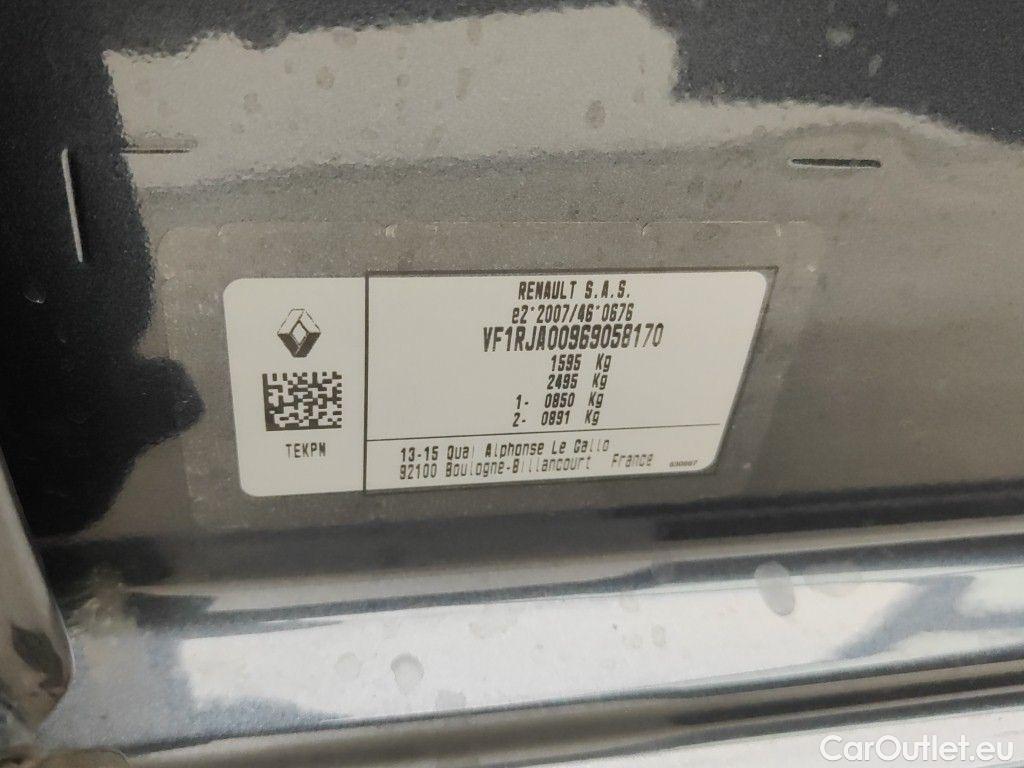 RENAULT S.A.S.
e2*2007/46*0676
VF1RJA00969058170
1595 Kg
2495 Kg
1- 0850 Kg
2- 0891 Kg
TEKPN
13-15 Quai Alphonse Le Gallo
92100 Boulogne-Billancourt France
CarOutlet.eu